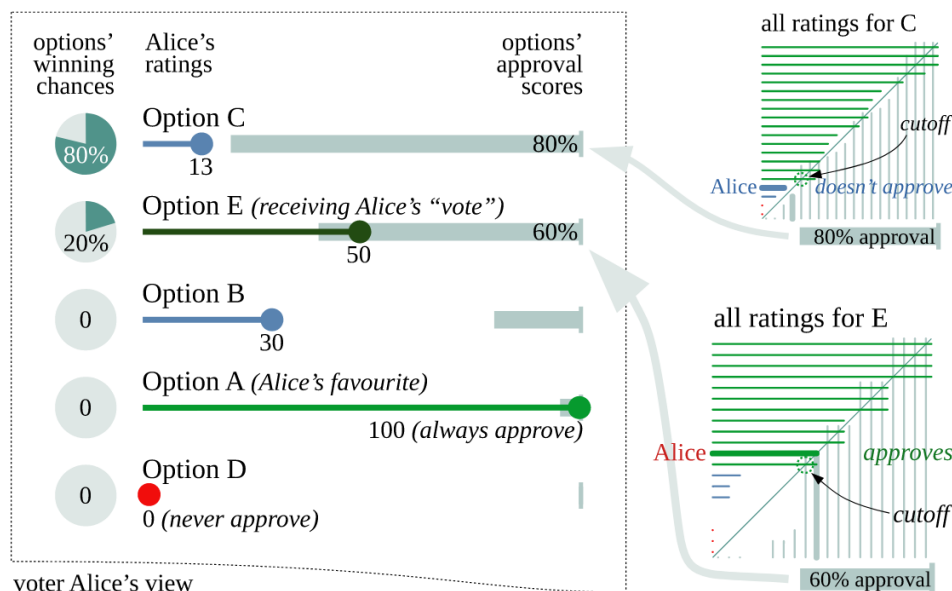 options’
winning
chances
Alice’s
ratings
options’
approval
scores
Option C
80%
13
80%
Option E (receiving Alice’s “vote”)
20%
50
60%
Option B
0
30
Option A (Alice’s favourite)
0
100 (always approve)
Option D
0
0 (never approve)
voter Alice’s view
all ratings for C
cutoff
Alice
doesn’t approve
80% approval
all ratings for E
Alice
approves
cutoff
60% approval